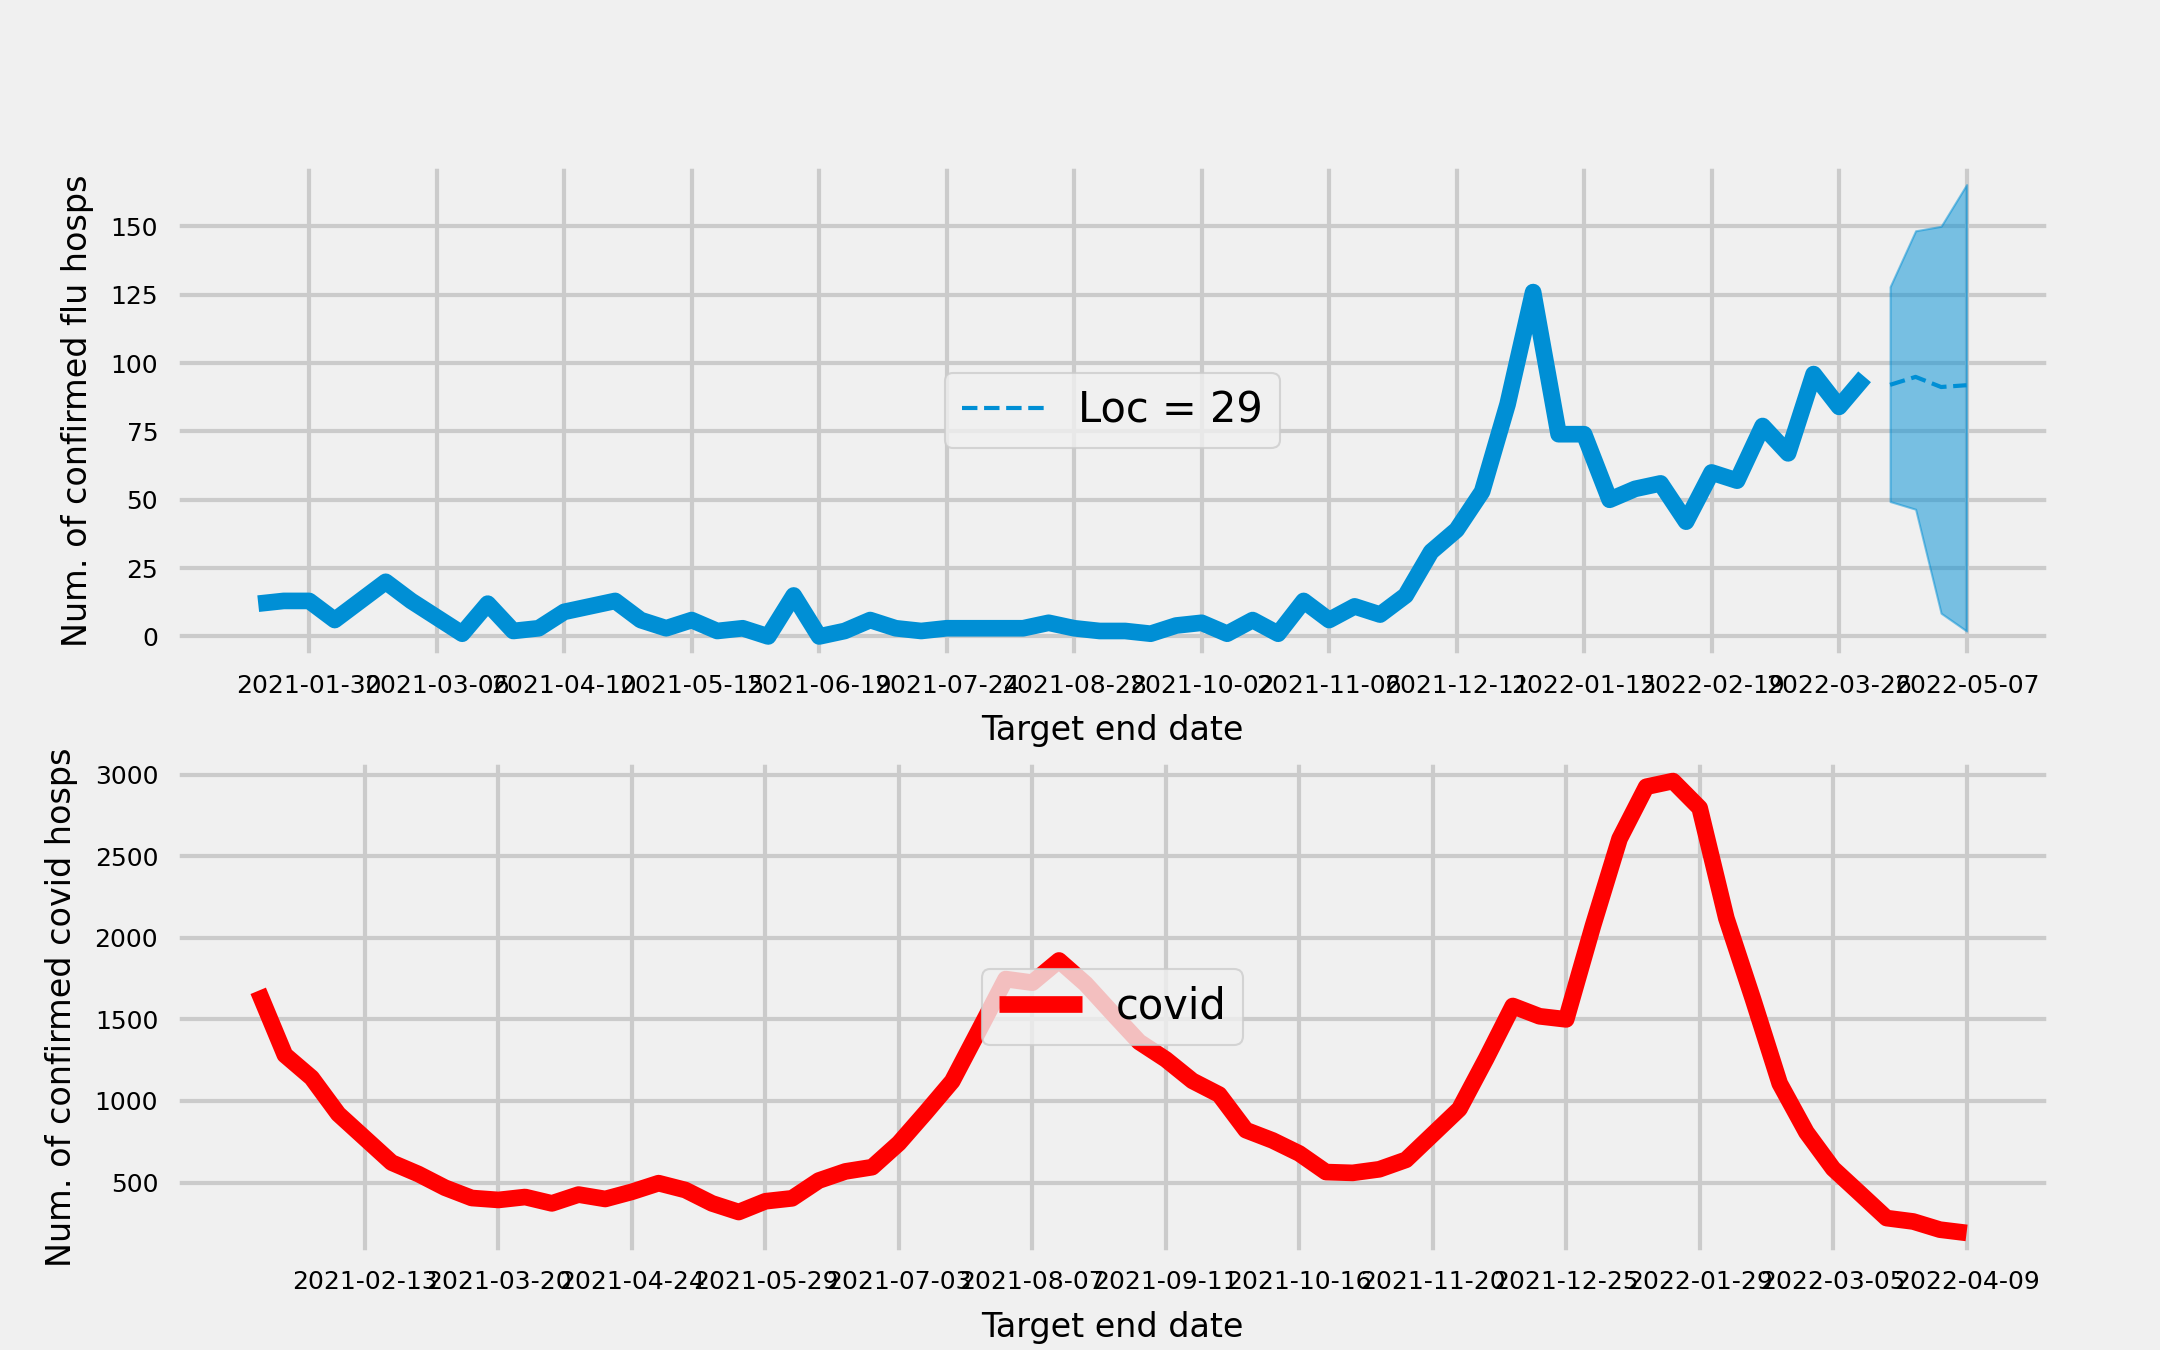 Num. of confirmed flu hosps
150
125
100
75
50
25
0
Loc = 29
2021-01-30 2021-03-06 2021-04-10 2021-05-15 2021-06-19 2021-07-24 2021-08-28 2021-10-02 2021-11-06 2021-12-11 2022-01-15 2022-02-19 2022-03-26 2022-05-07
Target end date
Num. of confirmed covid hosps
3000
2500
2000
1500
1000
500
covid
2021-02-13 2021-03-20 2021-04-24 2021-05-29 2021-07-03 2021-08-07 2021-09-11 2021-10-16 2021-11-20 2021-12-25 2022-01-29 2022-03-05 2022-04-09
Target end date